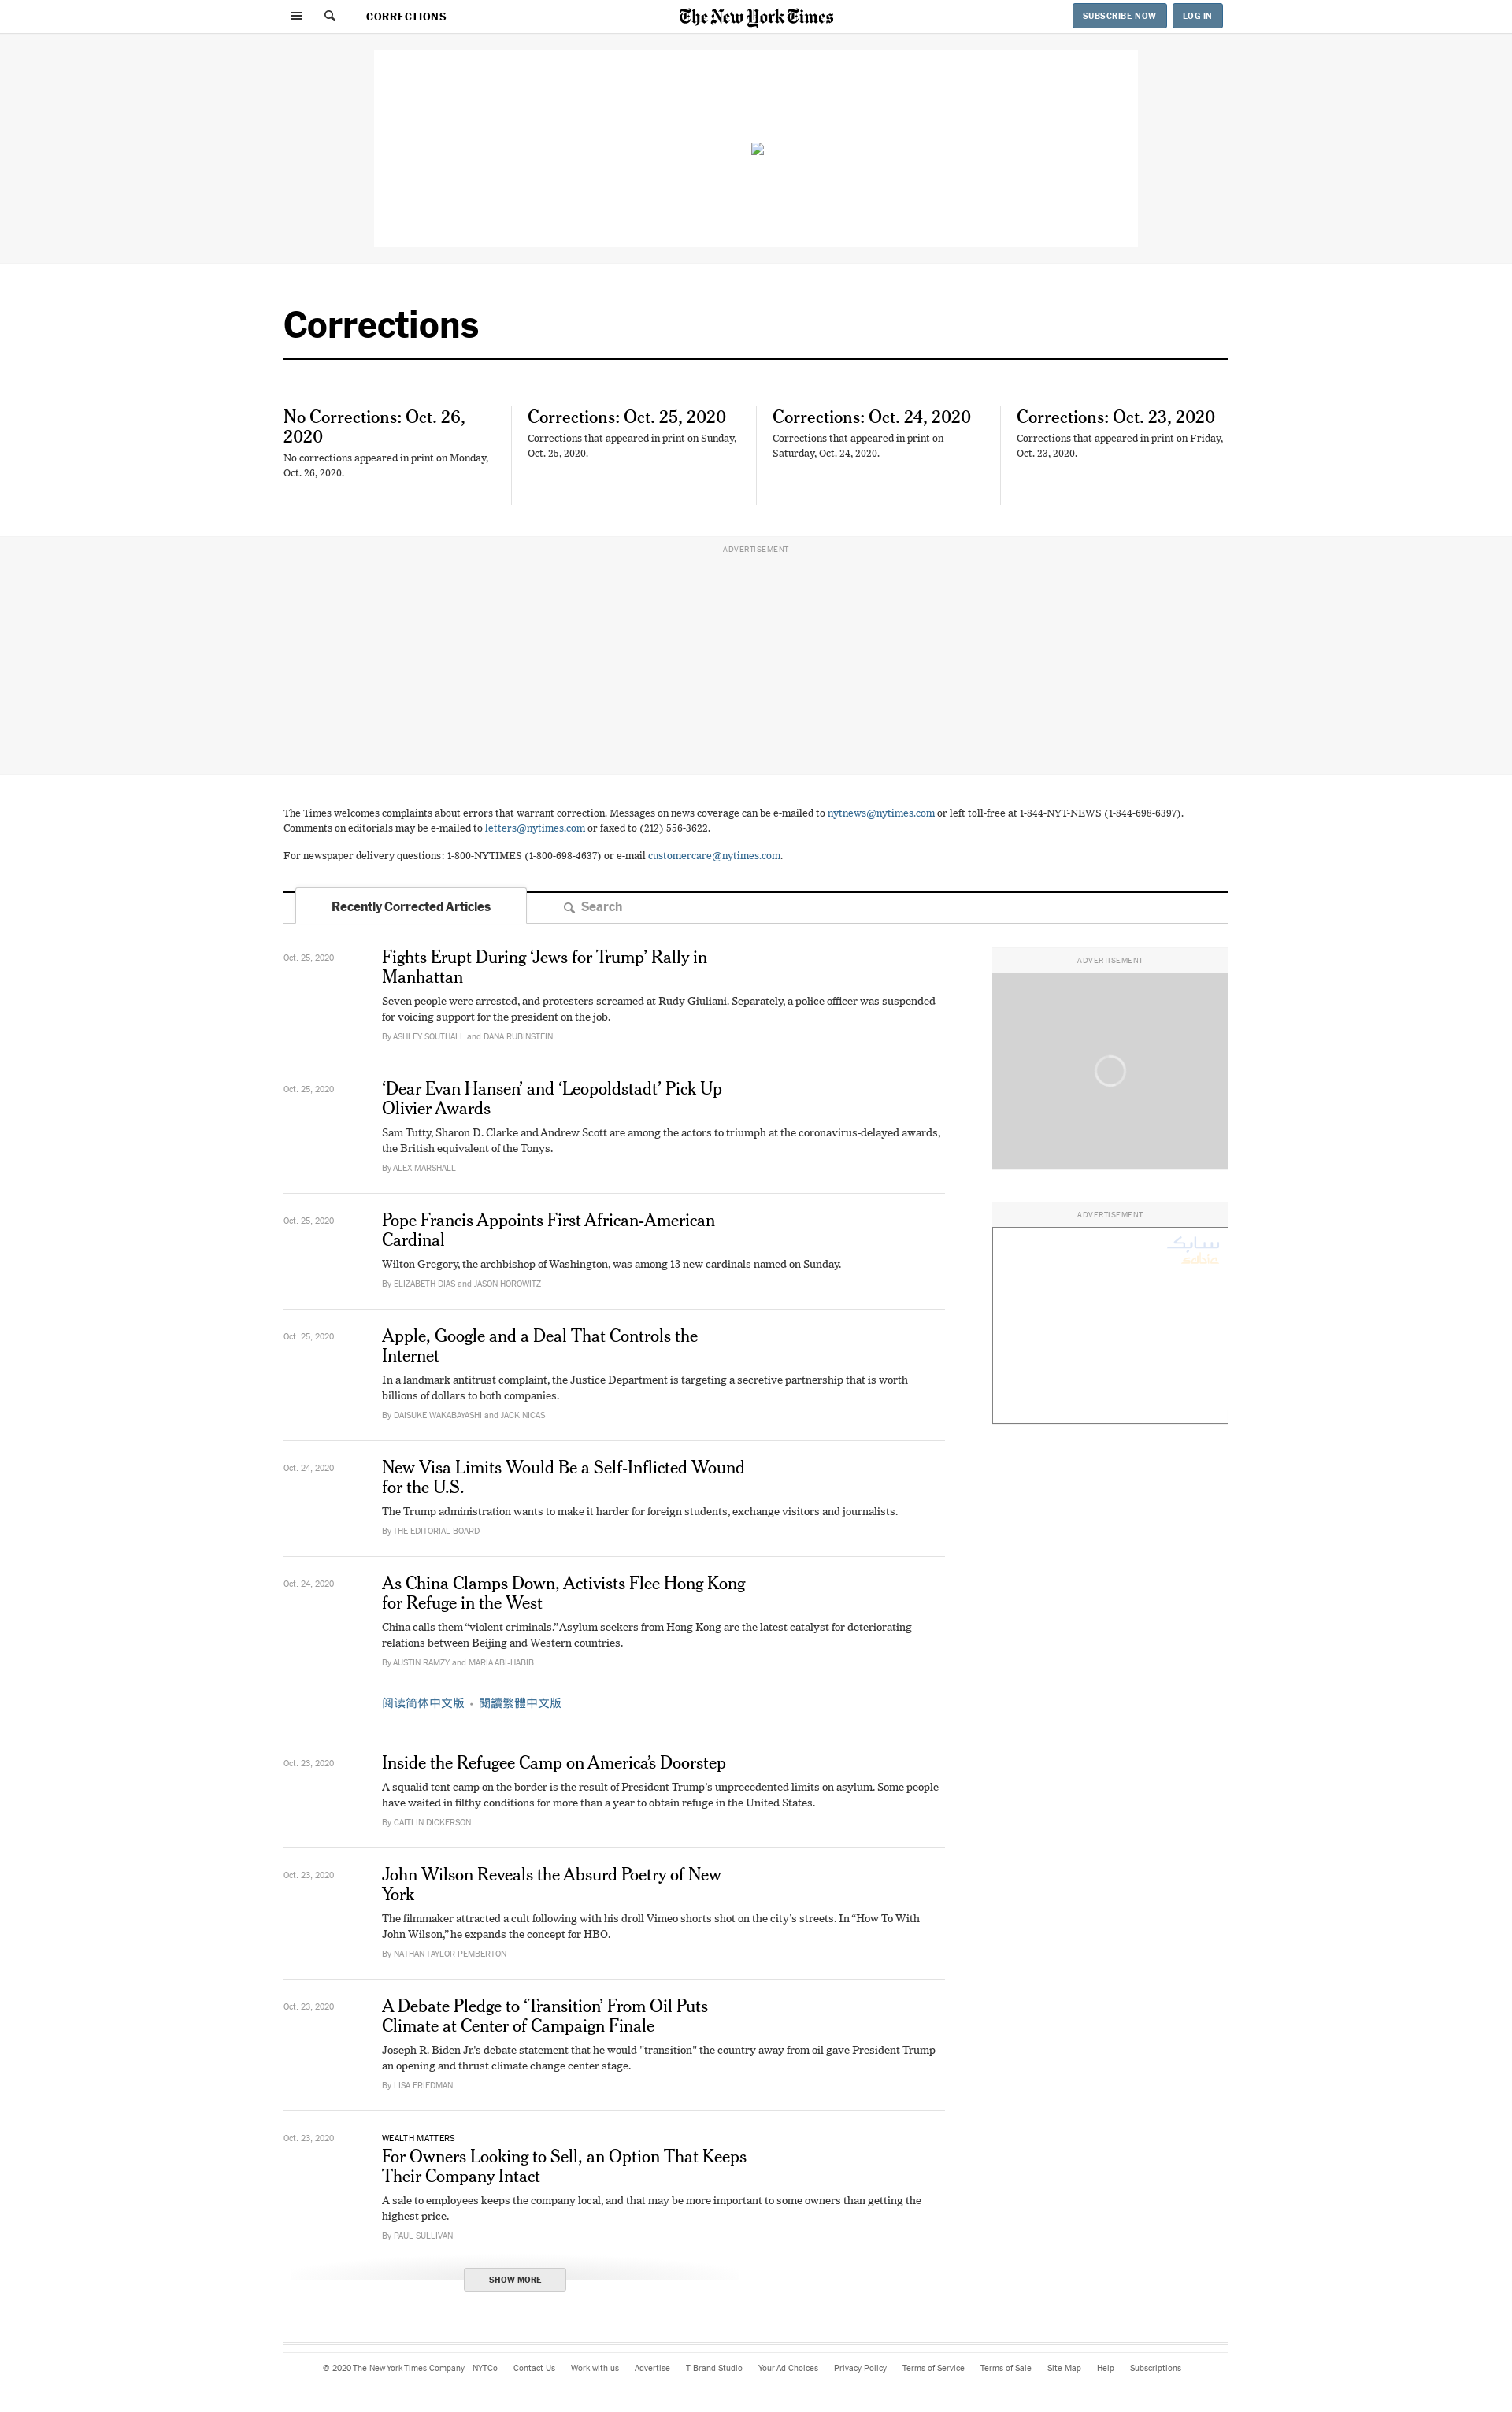 CORRECTIONS
The New York Times
SUBSCRIBE NOW
LOG IN
Corrections
No Corrections: Oct. 26,
2020
No corrections appeared in print on Monday,
Oct. 26, 2020.
Corrections: Oct. 25, 2020
Corrections that appeared in print on Sunday,
Oct. 25, 2020.
Corrections: Oct. 24, 2020
Corrections that appeared in print on
Saturday, Oct. 24, 2020.
Corrections: Oct. 23, 2020
Corrections that appeared in print on Friday,
Oct. 23, 2020.
ADVERTISEMENT
The Times welcomes complaints about errors that warrant correction. Messages on news coverage can be e-mailed to nytnews@nytimes.com or left toll-free at 1-844-NYT-NEWS (1-844-698-6397).
Comments on editorials may be e-mailed to letters@nytimes.com or faxed to (212) 556-3622.
For newspaper delivery questions: 1-800-NYTIMES (1-800-698-4637) or e-mail customercare@nytimes.com.
Recently Corrected Articles
Search
Oct. 25, 2020
Fights Erupt During ‘Jews for Trump’ Rally in
Manhattan
Seven people were arrested, and protesters screamed at Rudy Giuliani. Separately, a police officer was suspended
for voicing support for the president on the job.
By ASHLEY SOUTHALL and DANA RUBINSTEIN
Oct. 25, 2020
‘Dear Evan Hansen’ and ‘Leopoldstadt’ Pick Up
Olivier Awards
Sam Tutty, Sharon D. Clarke and Andrew Scott are among the actors to triumph at the coronavirus-delayed awards,
the British equivalent of the Tonys.
By ALEX MARSHALL
Oct. 25, 2020
Pope Francis Appoints First African-American
Cardinal
Wilton Gregory, the archbishop of Washington, was among 13 new cardinals named on Sunday.
By ELIZABETH DIAS and JASON HOROWITZ
Oct. 25, 2020
Apple, Google and a Deal That Controls the
Internet
In a landmark antitrust complaint, the Justice Department is targeting a secretive partnership that is worth
billions of dollars to both companies.
By DAISUKE WAKABAYASHI and JACK NICAS
Oct. 24, 2020
New Visa Limits Would Be a Self-Inflicted Wound
for the U.S.
The Trump administration wants to make it harder for foreign students, exchange visitors and journalists.
By THE EDITORIAL BOARD
Oct. 24, 2020
As China Clamps Down, Activists Flee Hong Kong
for Refuge in the West
China calls them “violent criminals.” Asylum seekers from Hong Kong are the latest catalyst for deteriorating
relations between Beijing and Western countries.
By AUSTIN RAMZY and MARIA ABI-HABIB
阅读简体中文版 • 閱讀繁體中文版
Oct. 23, 2020
Inside the Refugee Camp on America’s Doorstep
A squalid tent camp on the border is the result of President Trump’s unprecedented limits on asylum. Some people
have waited in filthy conditions for more than a year to obtain refuge in the United States.
By CAITLIN DICKERSON
Oct. 23, 2020
John Wilson Reveals the Absurd Poetry of New
York
The filmmaker attracted a cult following with his droll Vimeo shorts shot on the city’s streets. In “How To With
John Wilson,” he expands the concept for HBO.
By NATHAN TAYLOR PEMBERTON
Oct. 23, 2020
A Debate Pledge to ‘Transition’ From Oil Puts
Climate at Center of Campaign Finale
Joseph R. Biden Jr.'s debate statement that he would "transition" the country away from oil gave President Trump
an opening and thrust climate change center stage.
By LISA FRIEDMAN
Oct. 23, 2020
WEALTH MATTERS
For Owners Looking to Sell, an Option That Keeps
Their Company Intact
A sale to employees keeps the company local, and that may be more important to some owners than getting the
highest price.
By PAUL SULLIVAN
SHOW MORE
ADVERTISEMENT
ADVERTISEMENT
سابك
sabic
© 2020 The New York Times Company NYTCo Contact Us Work with us Advertise T Brand Studio Your Ad Choices Privacy Policy Terms of Service Terms of Sale Site Map Help Subscriptions